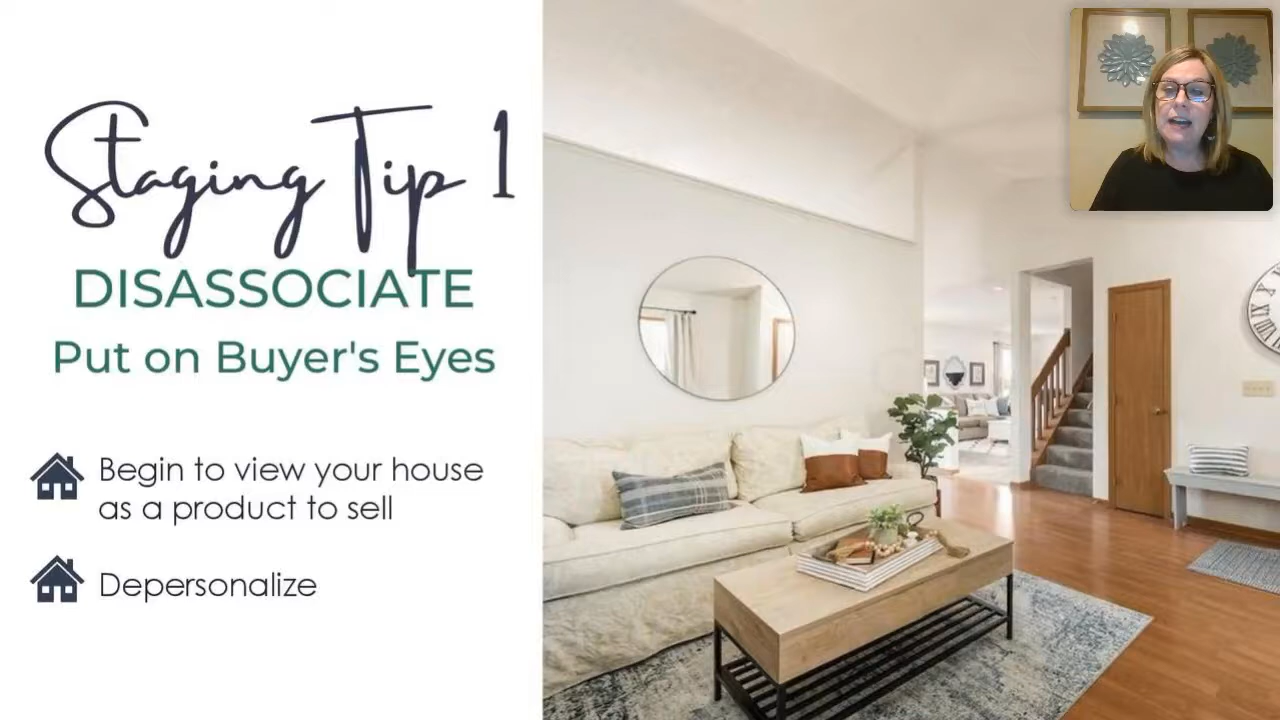 Staging Tip 1
DISASSOCIATE
Put on Buyer's Eyes
Begin to view your house
as a product to sell
Depersonalize